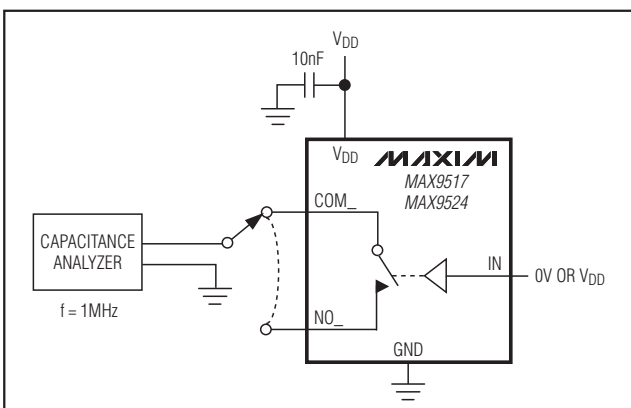 V_DD
10nF
V_DD
MAXIM
MAX9517
MAX9524
COM_
CAPACITANCE
ANALYZER
IN
0V OR V_DD
f = 1MHz
NO_
GND